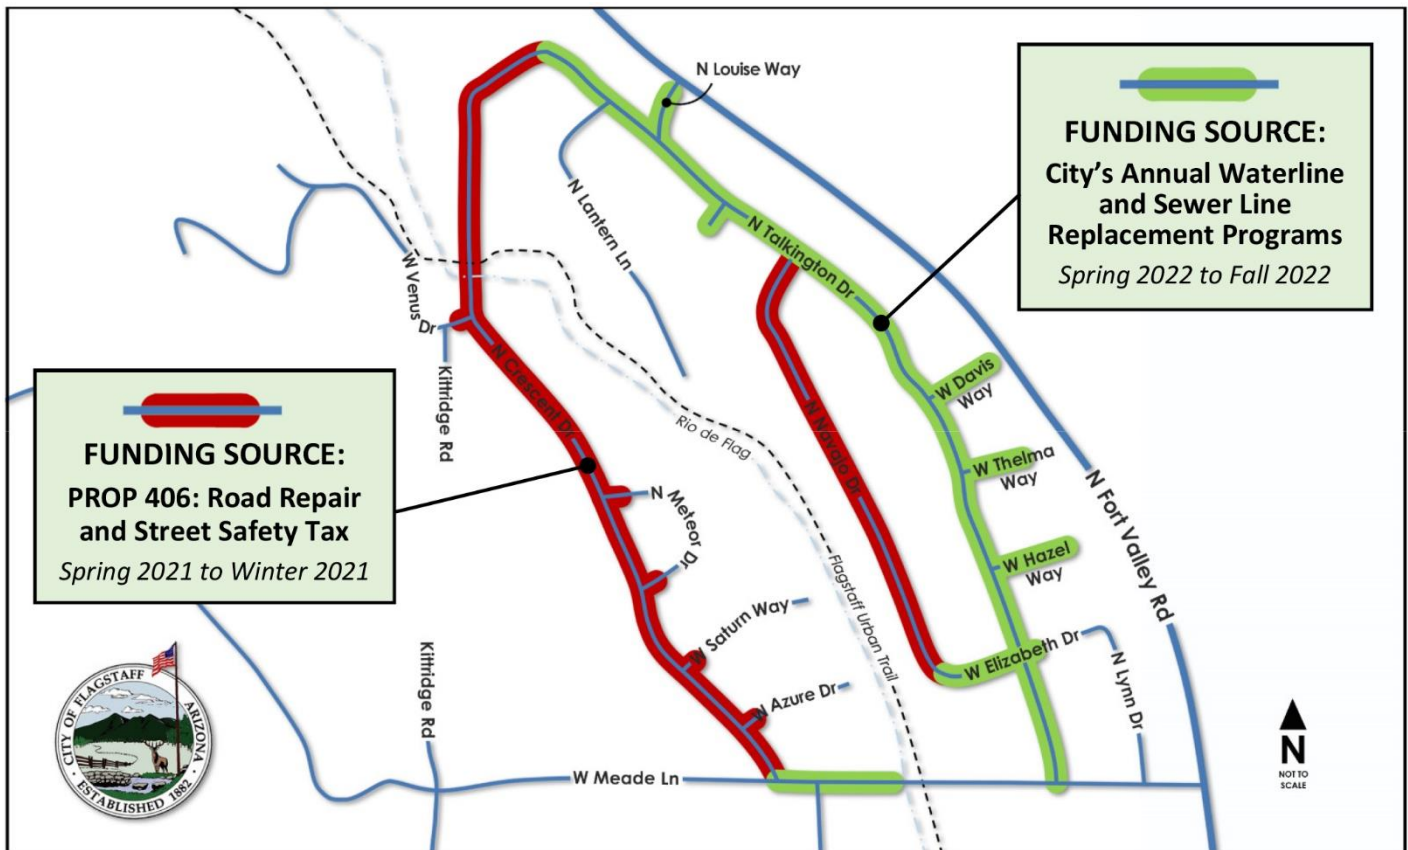 N Louise Way
FUNDING SOURCE:
City's Annual Waterline
and Sewer Line
Replacement Programs
Spring 2022 to Fall 2022
N Lantern Ln
N Talkington Dr
W Venus
Dr
Kittridge Rd
N Crescent Dr
W Davis
Way
FUNDING SOURCE:
PROP 406: Road Repair
and Street Safety Tax
Spring 2021 to Winter 2021
Rio de Flag
N Navajo Dr
W Thelma
Way
N Fort Valley Rd
N Meteor Dr
W Hazel
Way
Flagstaff Urban Trail
W Saturn Way
W Elizabeth Dr
N Lynn Dr
W Azure Dr
Kittridge Rd
CITY OF FLAGSTAFF
ARIZONA
ESTABLISHED 1882
W Meade Ln
N
NOT TO
SCALE